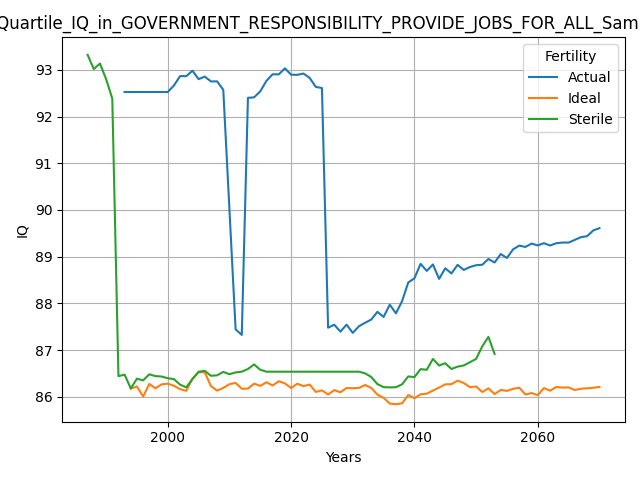 Quartile_IQ_in_GOVERNMENT_RESPONSIBILITY_PROVIDE_JOBS_FOR_ALL_Sam
Fertility
Actual
Ideal
Sterile
93
92
91
90
89
88
87
86
IQ
2000 2020 2040 2060
Years